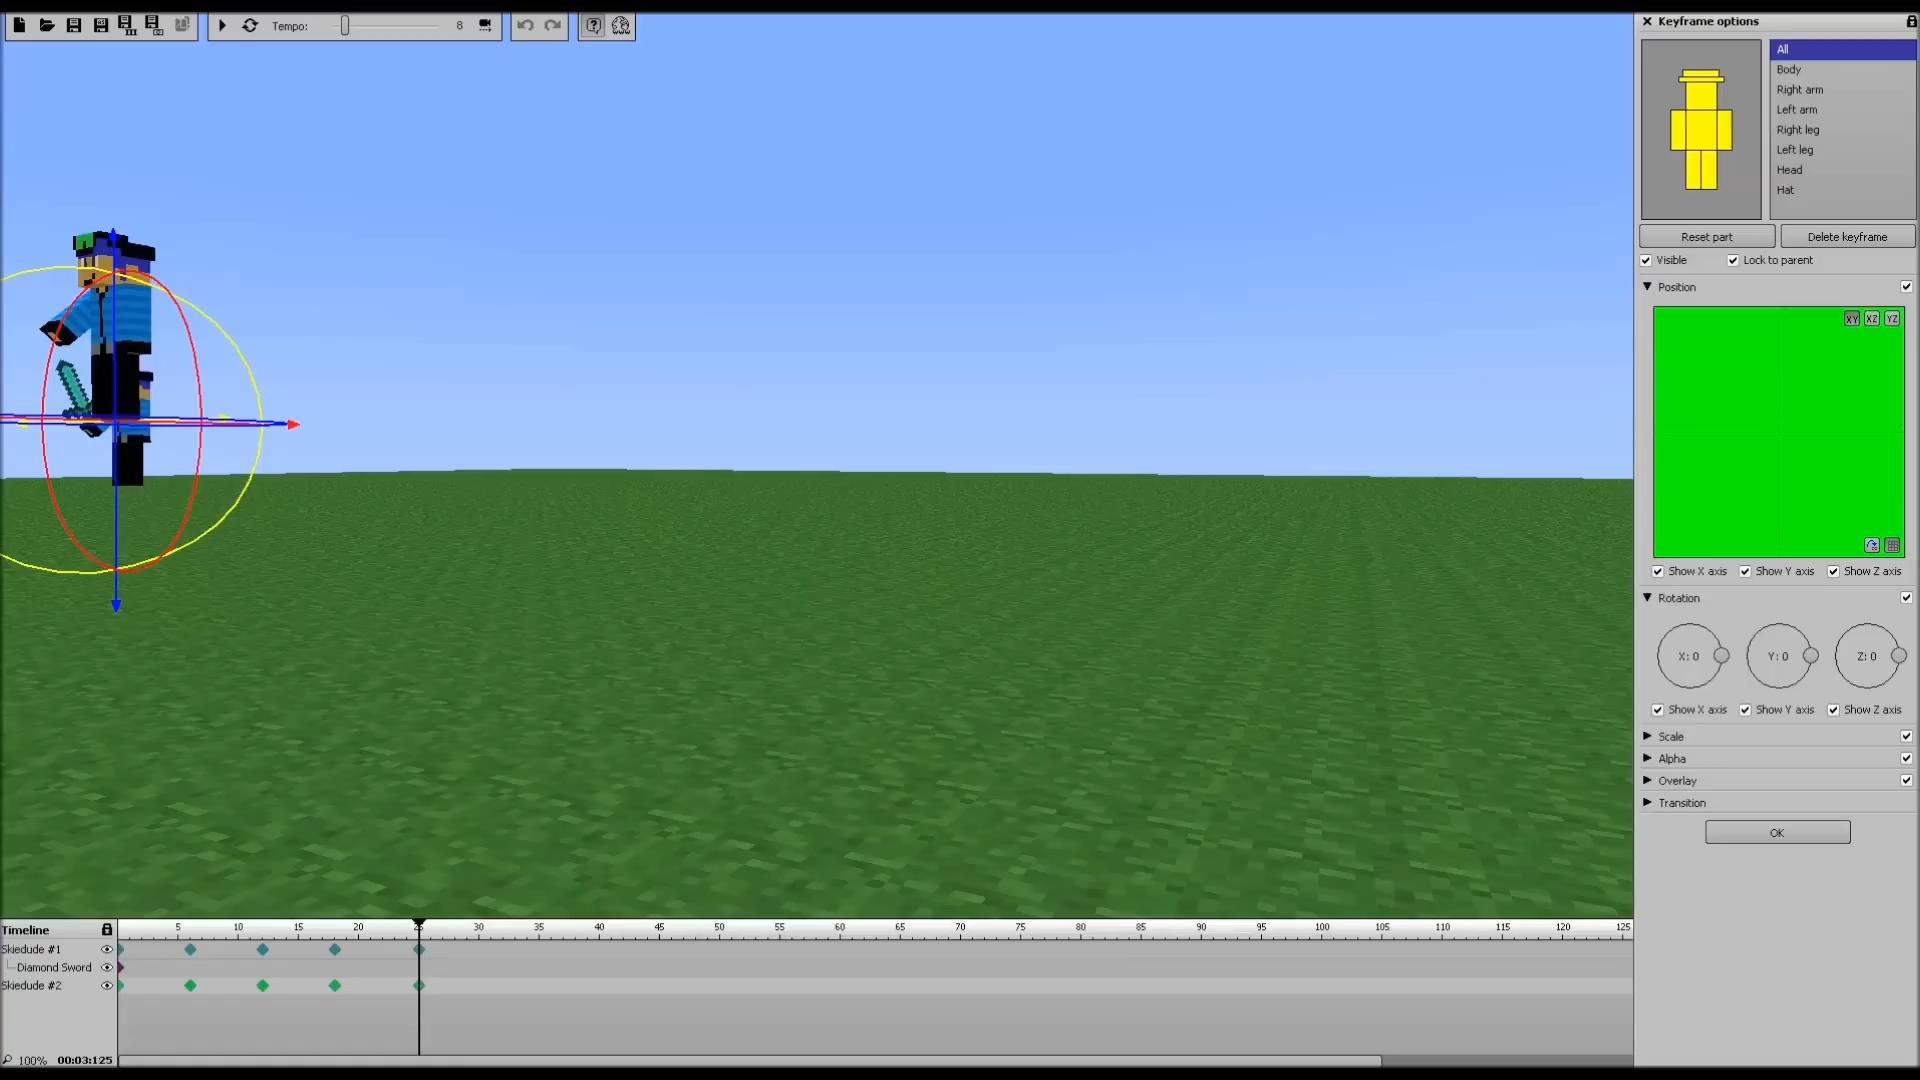 Tempo: 8
Keyframe options
All
Body
Right arm
Left arm
Right leg
Left leg
Head
Hat
Reset part Delete keyframe
Visible Lock to parent
Position
XY XZ YZ
Show X axis Show Y axis Show Z axis
Rotation
X: 0 Y: 0 Z: 0
Show X axis Show Y axis Show Z axis
Scale
Alpha
Overlay
Transition
OK
Timeline 5 10 15 20 25 30 35 40 45 50 55 60 65 70 75 80 85 90 95 100 105 110 115 120 125
Skiedude #1
Diamond Sword
Skiedude #2
100% 00:03:125